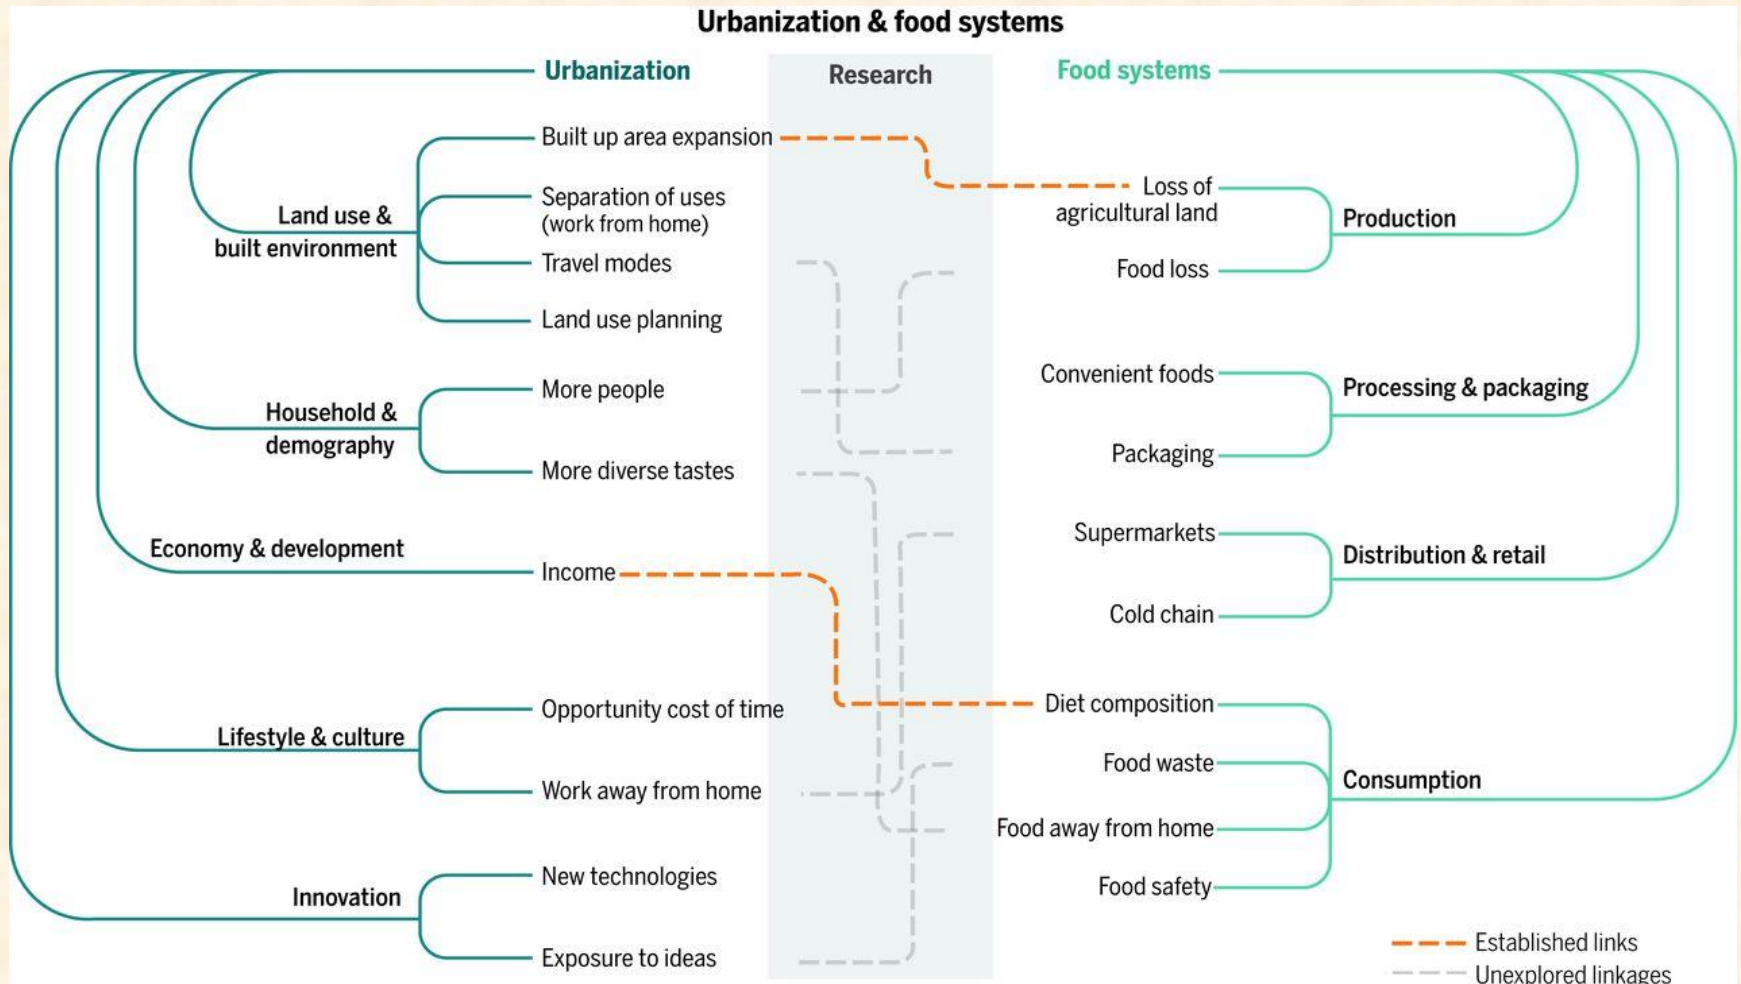 Urbanization & food systems
Urbanization
Research
Food systems
Built up area expansion
Separation of uses
(work from home)
Travel modes
Land use planning
Land use &
built environment
More people
More diverse tastes
Household &
demography
Economy & development
Income
Opportunity cost of time
Work away from home
Lifestyle & culture
New technologies
Exposure to ideas
Innovation
Loss of
agricultural land
Food loss
Production
Convenient foods
Packaging
Processing & packaging
Supermarkets
Cold chain
Distribution & retail
Diet composition
Food waste
Food away from home
Food safety
Consumption
Established links
Unexplored linkages